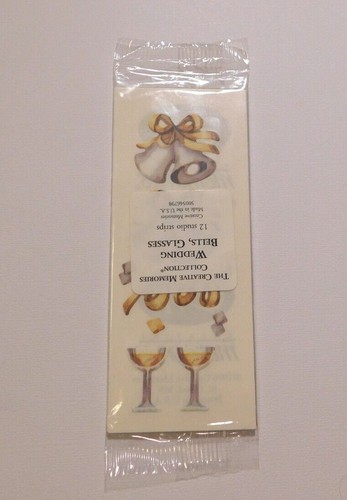 THE CREATIVE MEMORIES
COLLECTION®
WEDDING
BELLS, GLASSES
12 studio strips
Creative Memories
Made in the U.S.A.